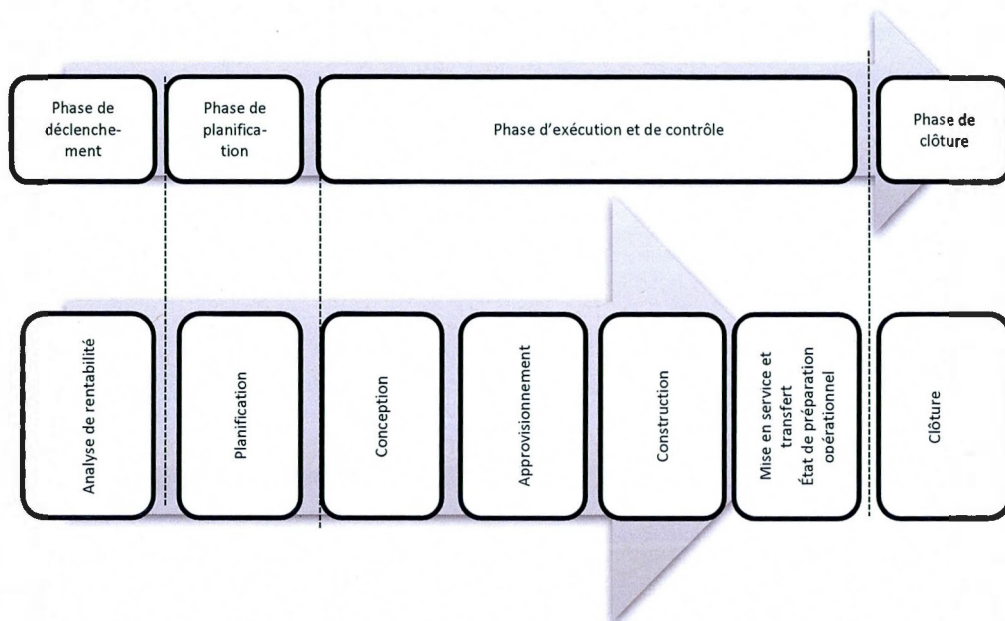 Phase de
déclenche-
ment
Phase de
planifica-
tion
Phase d'exécution et de contrôle
Phase de
clôture
Analyse de rentabilité
Planification
Conception
Approvisionnement
Construction
Mise en service et
transfert
État de préparation
opérationnel
Clôture